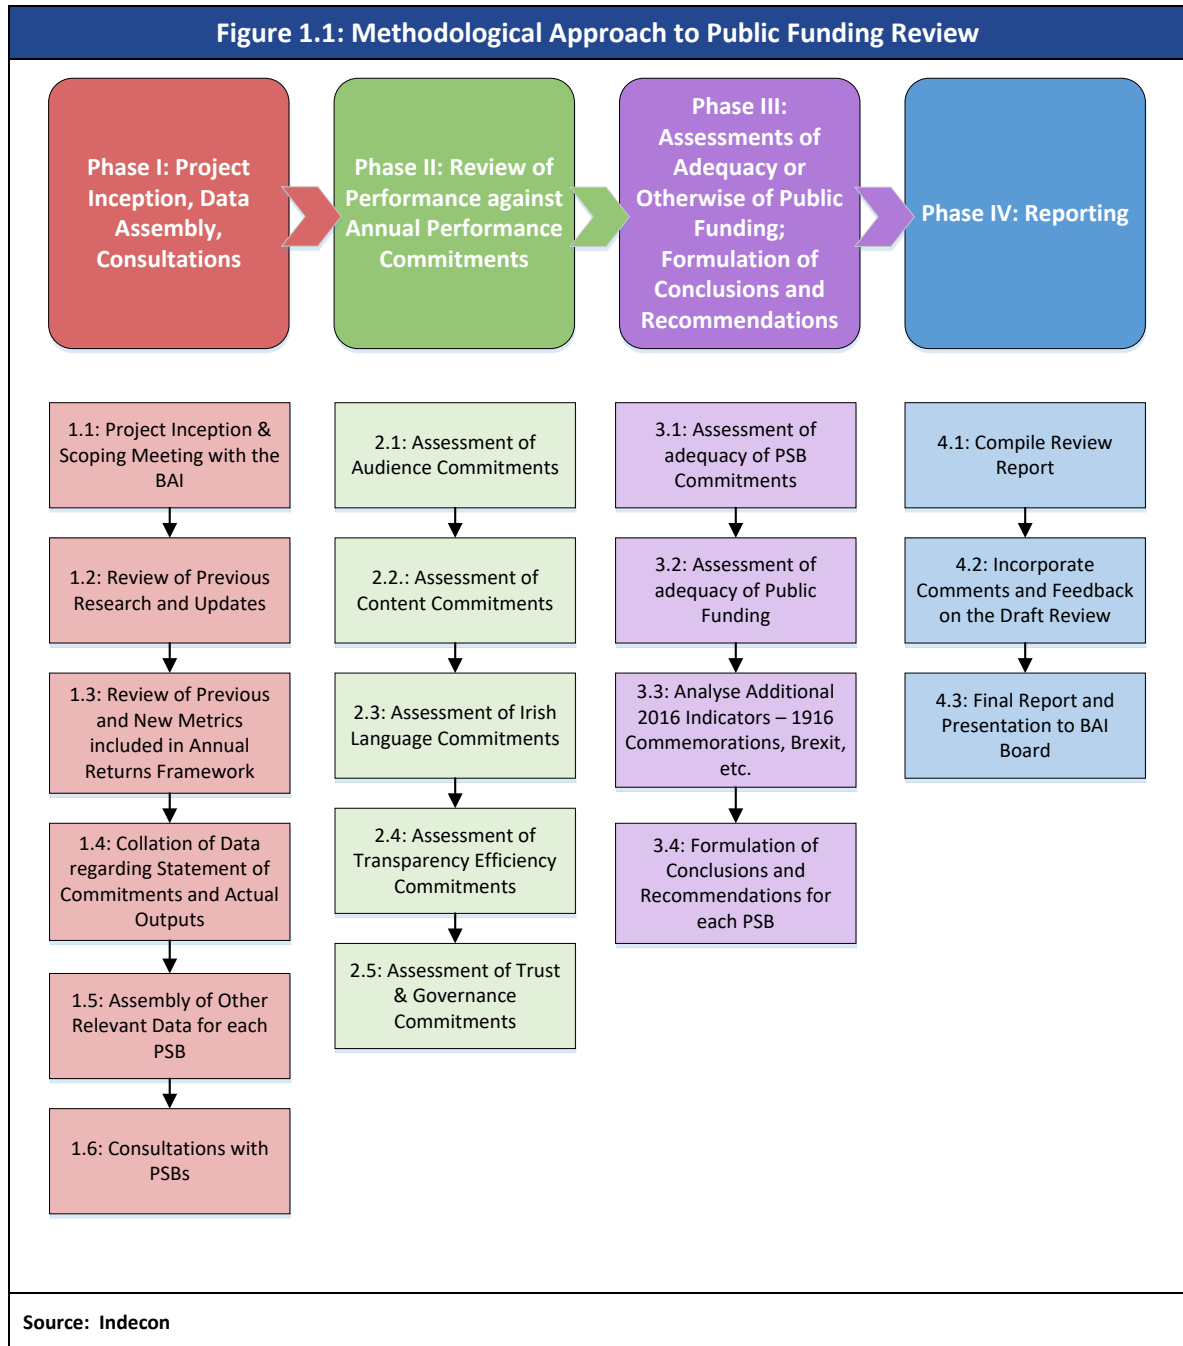 Figure 1.1: Methodological Approach to Public Funding Review
Phase I: Project
Inception, Data
Assembly,
Consultations
Phase II: Review of
Performance against
Annual Performance
Commitments
Phase III:
Assessments of
Adequacy or
Otherwise of Public
Funding;
Formulation of
Conclusions and
Recommendations
Phase IV: Reporting
1.1: Project Inception &
Scoping Meeting with the
BAI
1.2: Review of Previous
Research and Updates
1.3: Review of Previous
and New Metrics
included in Annual
Returns Framework
1.4: Collation of Data
regarding Statement of
Commitments and Actual
Outputs
1.5: Assembly of Other
Relevant Data for each
PSB
1.6: Consultations with
PSBs
2.1: Assessment of
Audience Commitments
2.2.: Assessment of
Content Commitments
2.3: Assessment of Irish
Language Commitments
2.4: Assessment of
Transparency Efficiency
Commitments
2.5: Assessment of Trust
& Governance
Commitments
3.1: Assessment of
adequacy of PSB
Commitments
3.2: Assessment of
adequacy of Public
Funding
3.3: Analyse Additional
2016 Indicators – 1916
Commemorations, Brexit,
etc.
3.4: Formulation of
Conclusions and
Recommendations for
each PSB
4.1: Compile Review
Report
4.2: Incorporate
Comments and Feedback
on the Draft Review
4.3: Final Report and
Presentation to BAI
Board
Source: Indecon